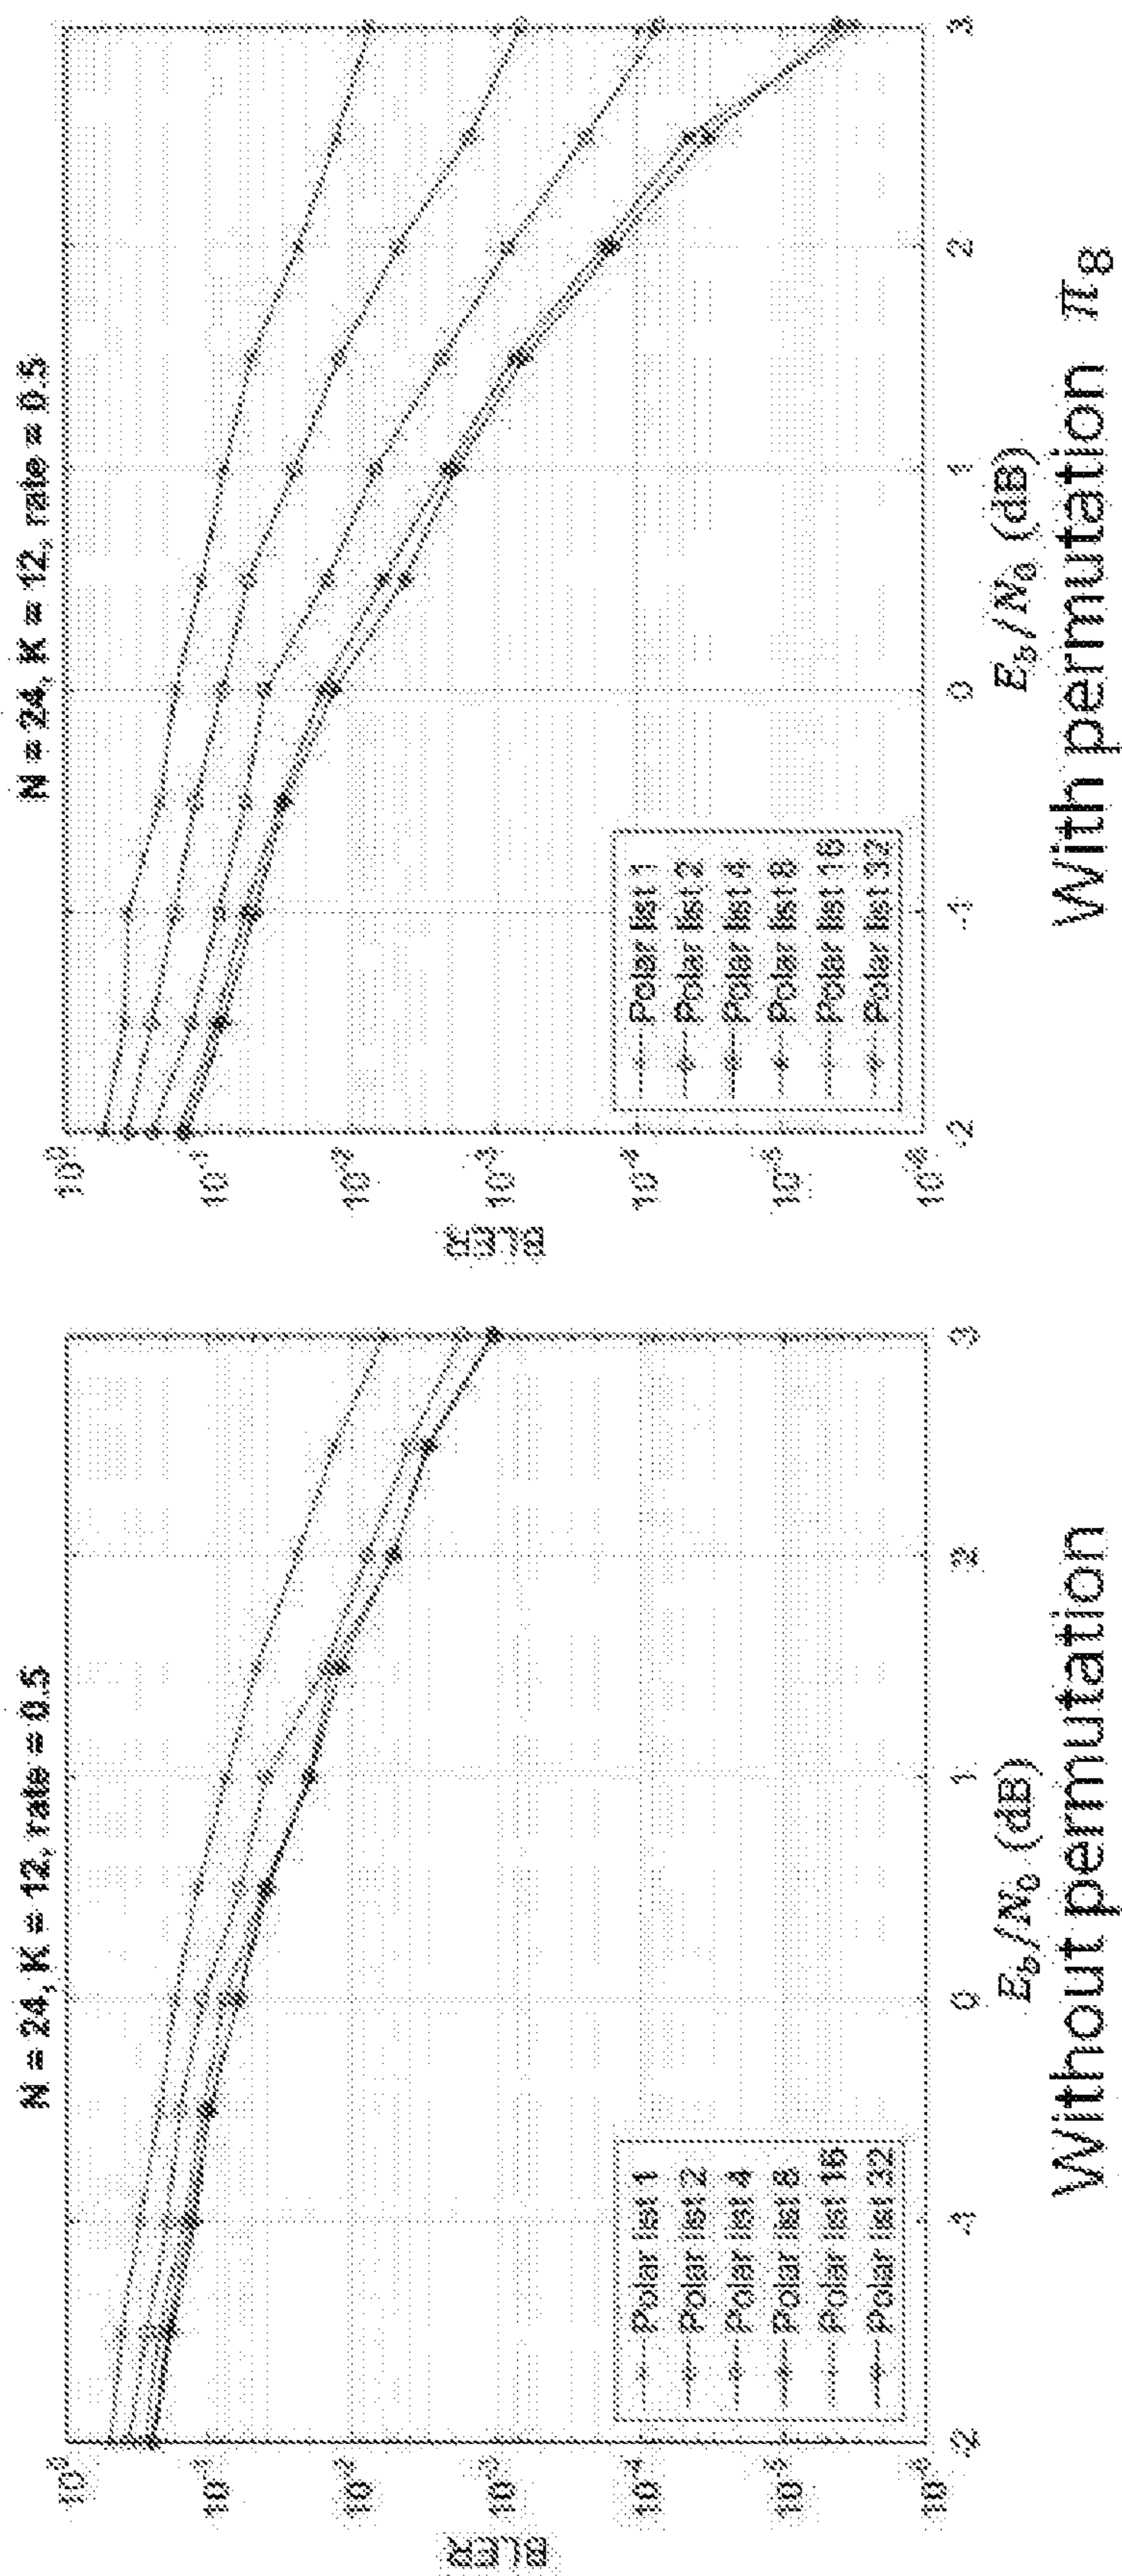 N = 24, K = 12, rate = 0.5
BLER
10^0
10^-1
10^-2
10^-3
10^-4
10^-5
10^-6
Polar list 1
Polar list 2
Polar list 4
Polar list 8
Polar list 16
Polar list 32
-2
-1
0
1
2
3
E_b/N_0 (dB)
Without permutation
N = 24, K = 12, rate = 0.5
BLER
10^0
10^-1
10^-2
10^-3
10^-4
10^-5
10^-6
Polar list 1
Polar list 2
Polar list 4
Polar list 8
Polar list 16
Polar list 32
-2
-1
0
1
2
3
E_s/N_0 (dB)
With permutation π_8